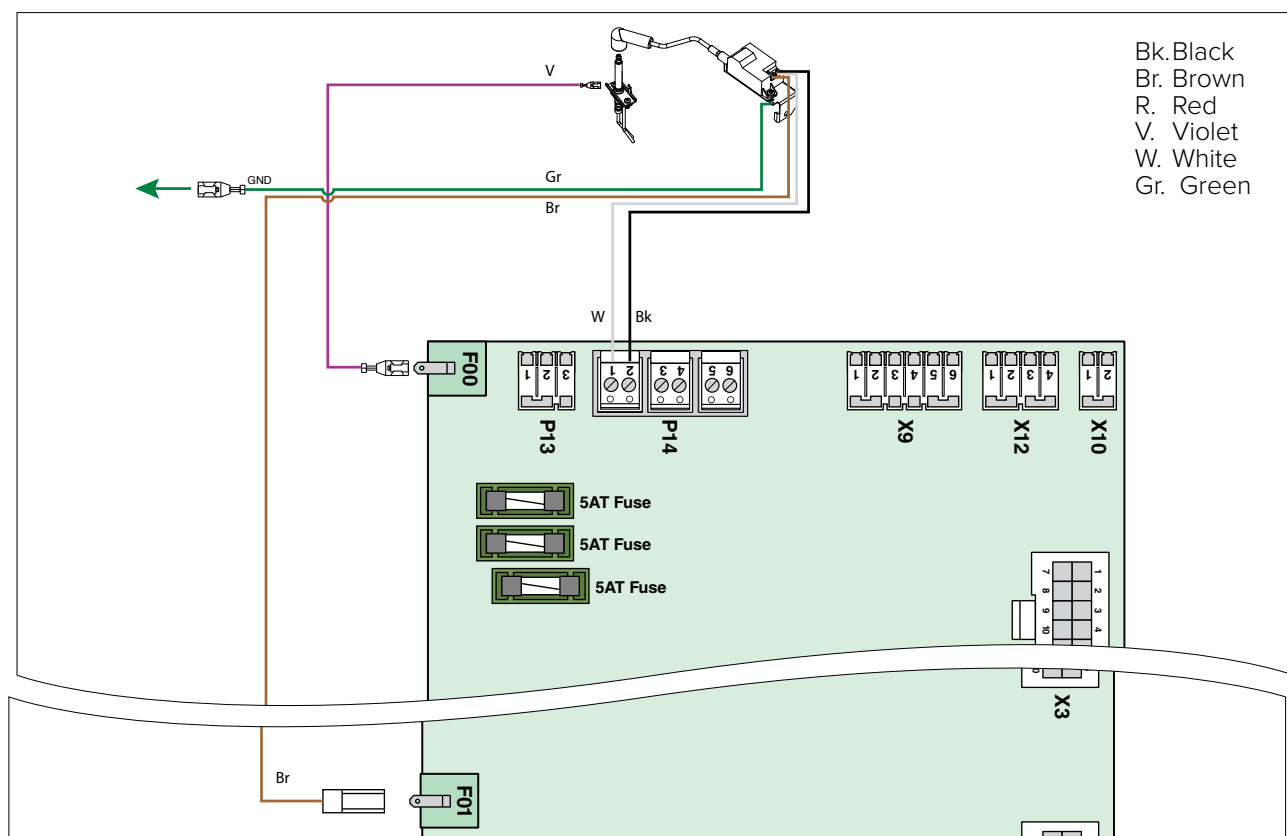 Bk. Black
Br. Brown
R. Red
V. Violet
W. White
Gr. Green
V
GND
Gr
Br
W
Bk
F00
1 2 3
P13
1 2 3 4 5 6
P14
1 2 3 4 5 6
X9
1 2 3 4
X12
1 2
X10
5AT Fuse
5AT Fuse
5AT Fuse
7 1
8 2
9 3
10 4
X3
Br
F01